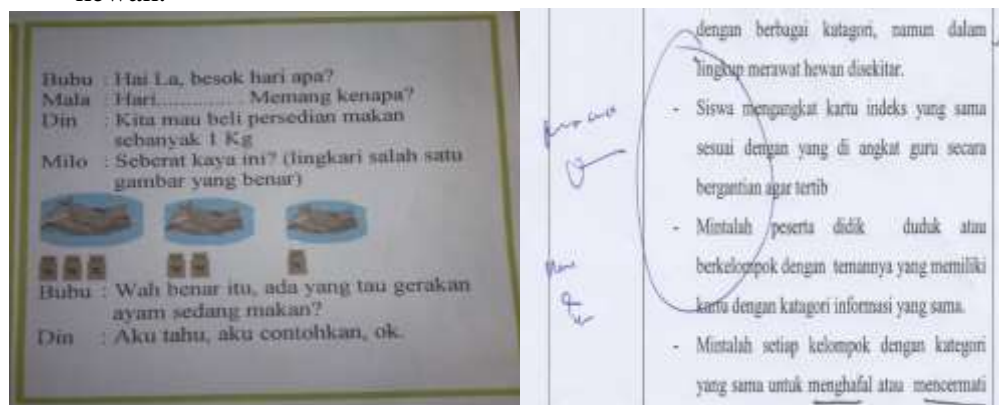 Bubu : Hai La, besok hari apa?
Mala : Hari............. Memang kenapa?
Din : Kita mau beli persedian makan
sebanyak 1 Kg
Milo : Seberat kaya ini? (lingkari salah satu
gambar yang benar)
Bubu : Wah benar itu, ada yang tau gerakan
ayam sedang makan?
Din : Aku tahu, aku contohkan, ok.
dengan berbagai katagori, namun dalam
lingkup merawat hewan disekitar.
- Siswa mengangkat kartu indeks yang sama
sesuai dengan yang di angkat guru secara
bergantian agar tertib
- Mintalah peserta didik duduk atau
berkelompok dengan temannya yang memiliki
kartu dengan katagori informasi yang sama.
- Mintalah setiap kelompok dengan kategori
yang sama untuk menghafal atau mencermati